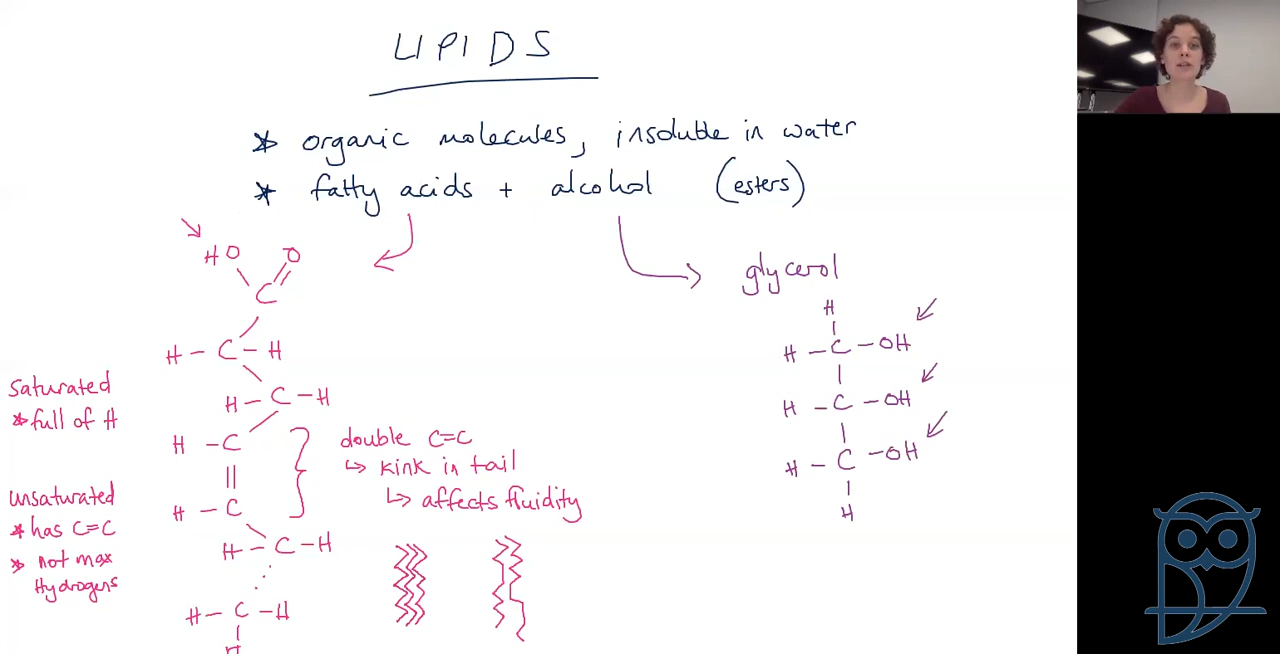 LIPIDS
* organic molecules, insoluble in water
* fatty acids + alcohol (esters)
HO O
C
H - C - H
H - C - H
H - C
H - C
H - C - H
H - C - H
H
Saturated
* full of H
unsaturated
* has C=C
* not max
Hydrogens
double C=C
↳ kink in tail
↳ affects fluidity
glycerol
H
H - C - OH
H - C - OH
H - C - OH
H